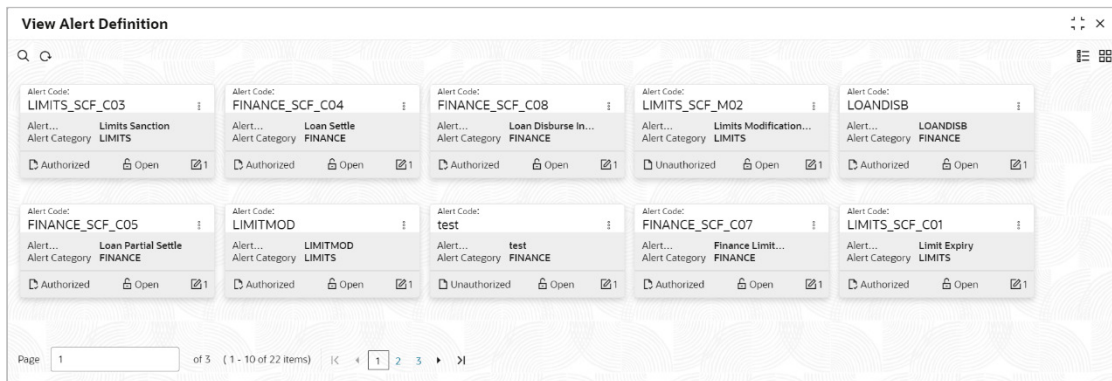 View Alert Definition
Alert Code:
LIMITS_SCF_C03
Alert... Limits Sanction
Alert Category LIMITS
Authorized Open 1
Alert Code:
FINANCE_SCF_C04
Alert... Loan Settle
Alert Category FINANCE
Authorized Open 1
Alert Code:
FINANCE_SCF_C08
Alert... Loan Disburse In...
Alert Category FINANCE
Authorized Open 1
Alert Code:
LIMITS_SCF_M02
Alert... Limits Modification...
Alert Category LIMITS
Unauthorized Open 1
Alert Code:
LOANDISB
Alert... LOANDISB
Alert Category FINANCE
Authorized Open 1
Alert Code:
FINANCE_SCF_C05
Alert... Loan Partial Settle
Alert Category FINANCE
Authorized Open 1
Alert Code:
LIMITMOD
Alert... LIMITMOD
Alert Category LIMITS
Authorized Open 1
Alert Code:
test
Alert... test
Alert Category FINANCE
Unauthorized Open 1
Alert Code:
FINANCE_SCF_C07
Alert... Finance Limit...
Alert Category FINANCE
Authorized Open 1
Alert Code:
LIMITS_SCF_C01
Alert... Limit Expiry
Alert Category LIMITS
Authorized Open 1
Page 1 of 3 (1 - 10 of 22 items) 1 2 3